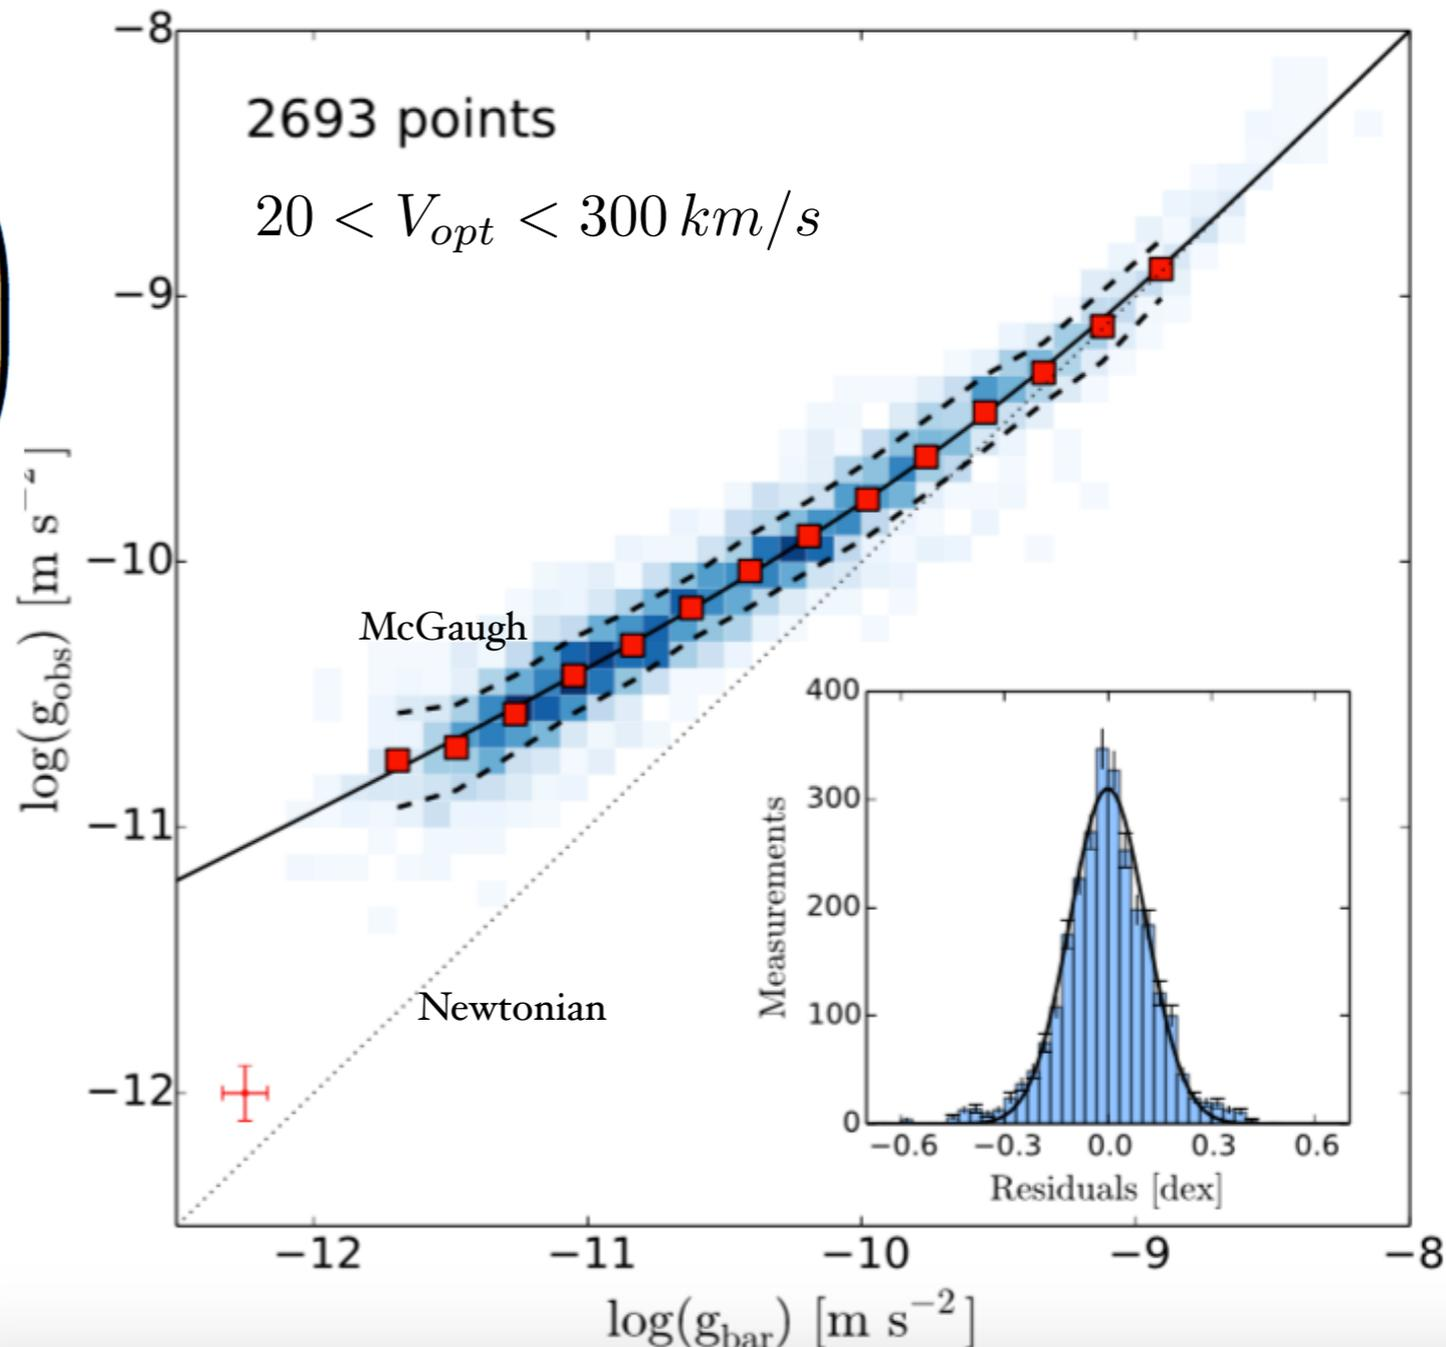 2693 points
20 < V_opt < 300 km/s
McGaugh
Newtonian
log(g_obs) [m s⁻²]
−8
−9
−10
−11
−12
−12
−11
−10
−9
−8
log(g_bar) [m s⁻²]
400
300
200
100
0
Measurements
−0.6
−0.3
0.0
0.3
0.6
Residuals [dex]